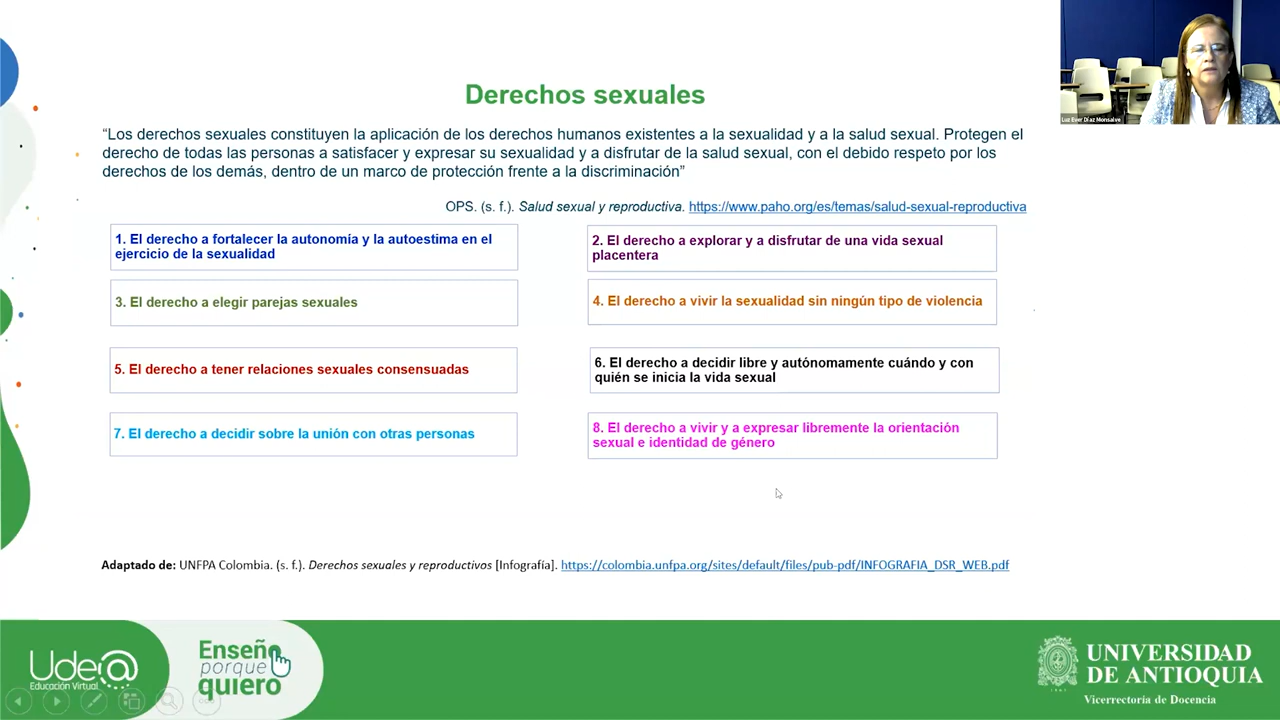 Luz Ever Díaz Monsalve
Derechos sexuales
“Los derechos sexuales constituyen la aplicación de los derechos humanos existentes a la sexualidad y a la salud sexual. Protegen el
derecho de todas las personas a satisfacer y expresar su sexualidad y a disfrutar de la salud sexual, con el debido respeto por los
derechos de los demás, dentro de un marco de protección frente a la discriminación”
OPS. (s. f.). Salud sexual y reproductiva. https://www.paho.org/es/temas/salud-sexual-reproductiva
1. El derecho a fortalecer la autonomía y la autoestima en el
ejercicio de la sexualidad
2. El derecho a explorar y a disfrutar de una vida sexual
placentera
3. El derecho a elegir parejas sexuales
4. El derecho a vivir la sexualidad sin ningún tipo de violencia
5. El derecho a tener relaciones sexuales consensuadas
6. El derecho a decidir libre y autónomamente cuándo y con
quién se inicia la vida sexual
7. El derecho a decidir sobre la unión con otras personas
8. El derecho a vivir y a expresar libremente la orientación
sexual e identidad de género
Adaptado de: UNFPA Colombia. (s. f.). Derechos sexuales y reproductivos [Infografía]. https://colombia.unfpa.org/sites/default/files/pub-pdf/INFOGRAFIA_DSR_WEB.pdf
Ude@
Educación Virtual
Enseño
porque
quiero
UNIVERSIDAD
DE ANTIOQUIA
1803
Vicerrectoría de Docencia